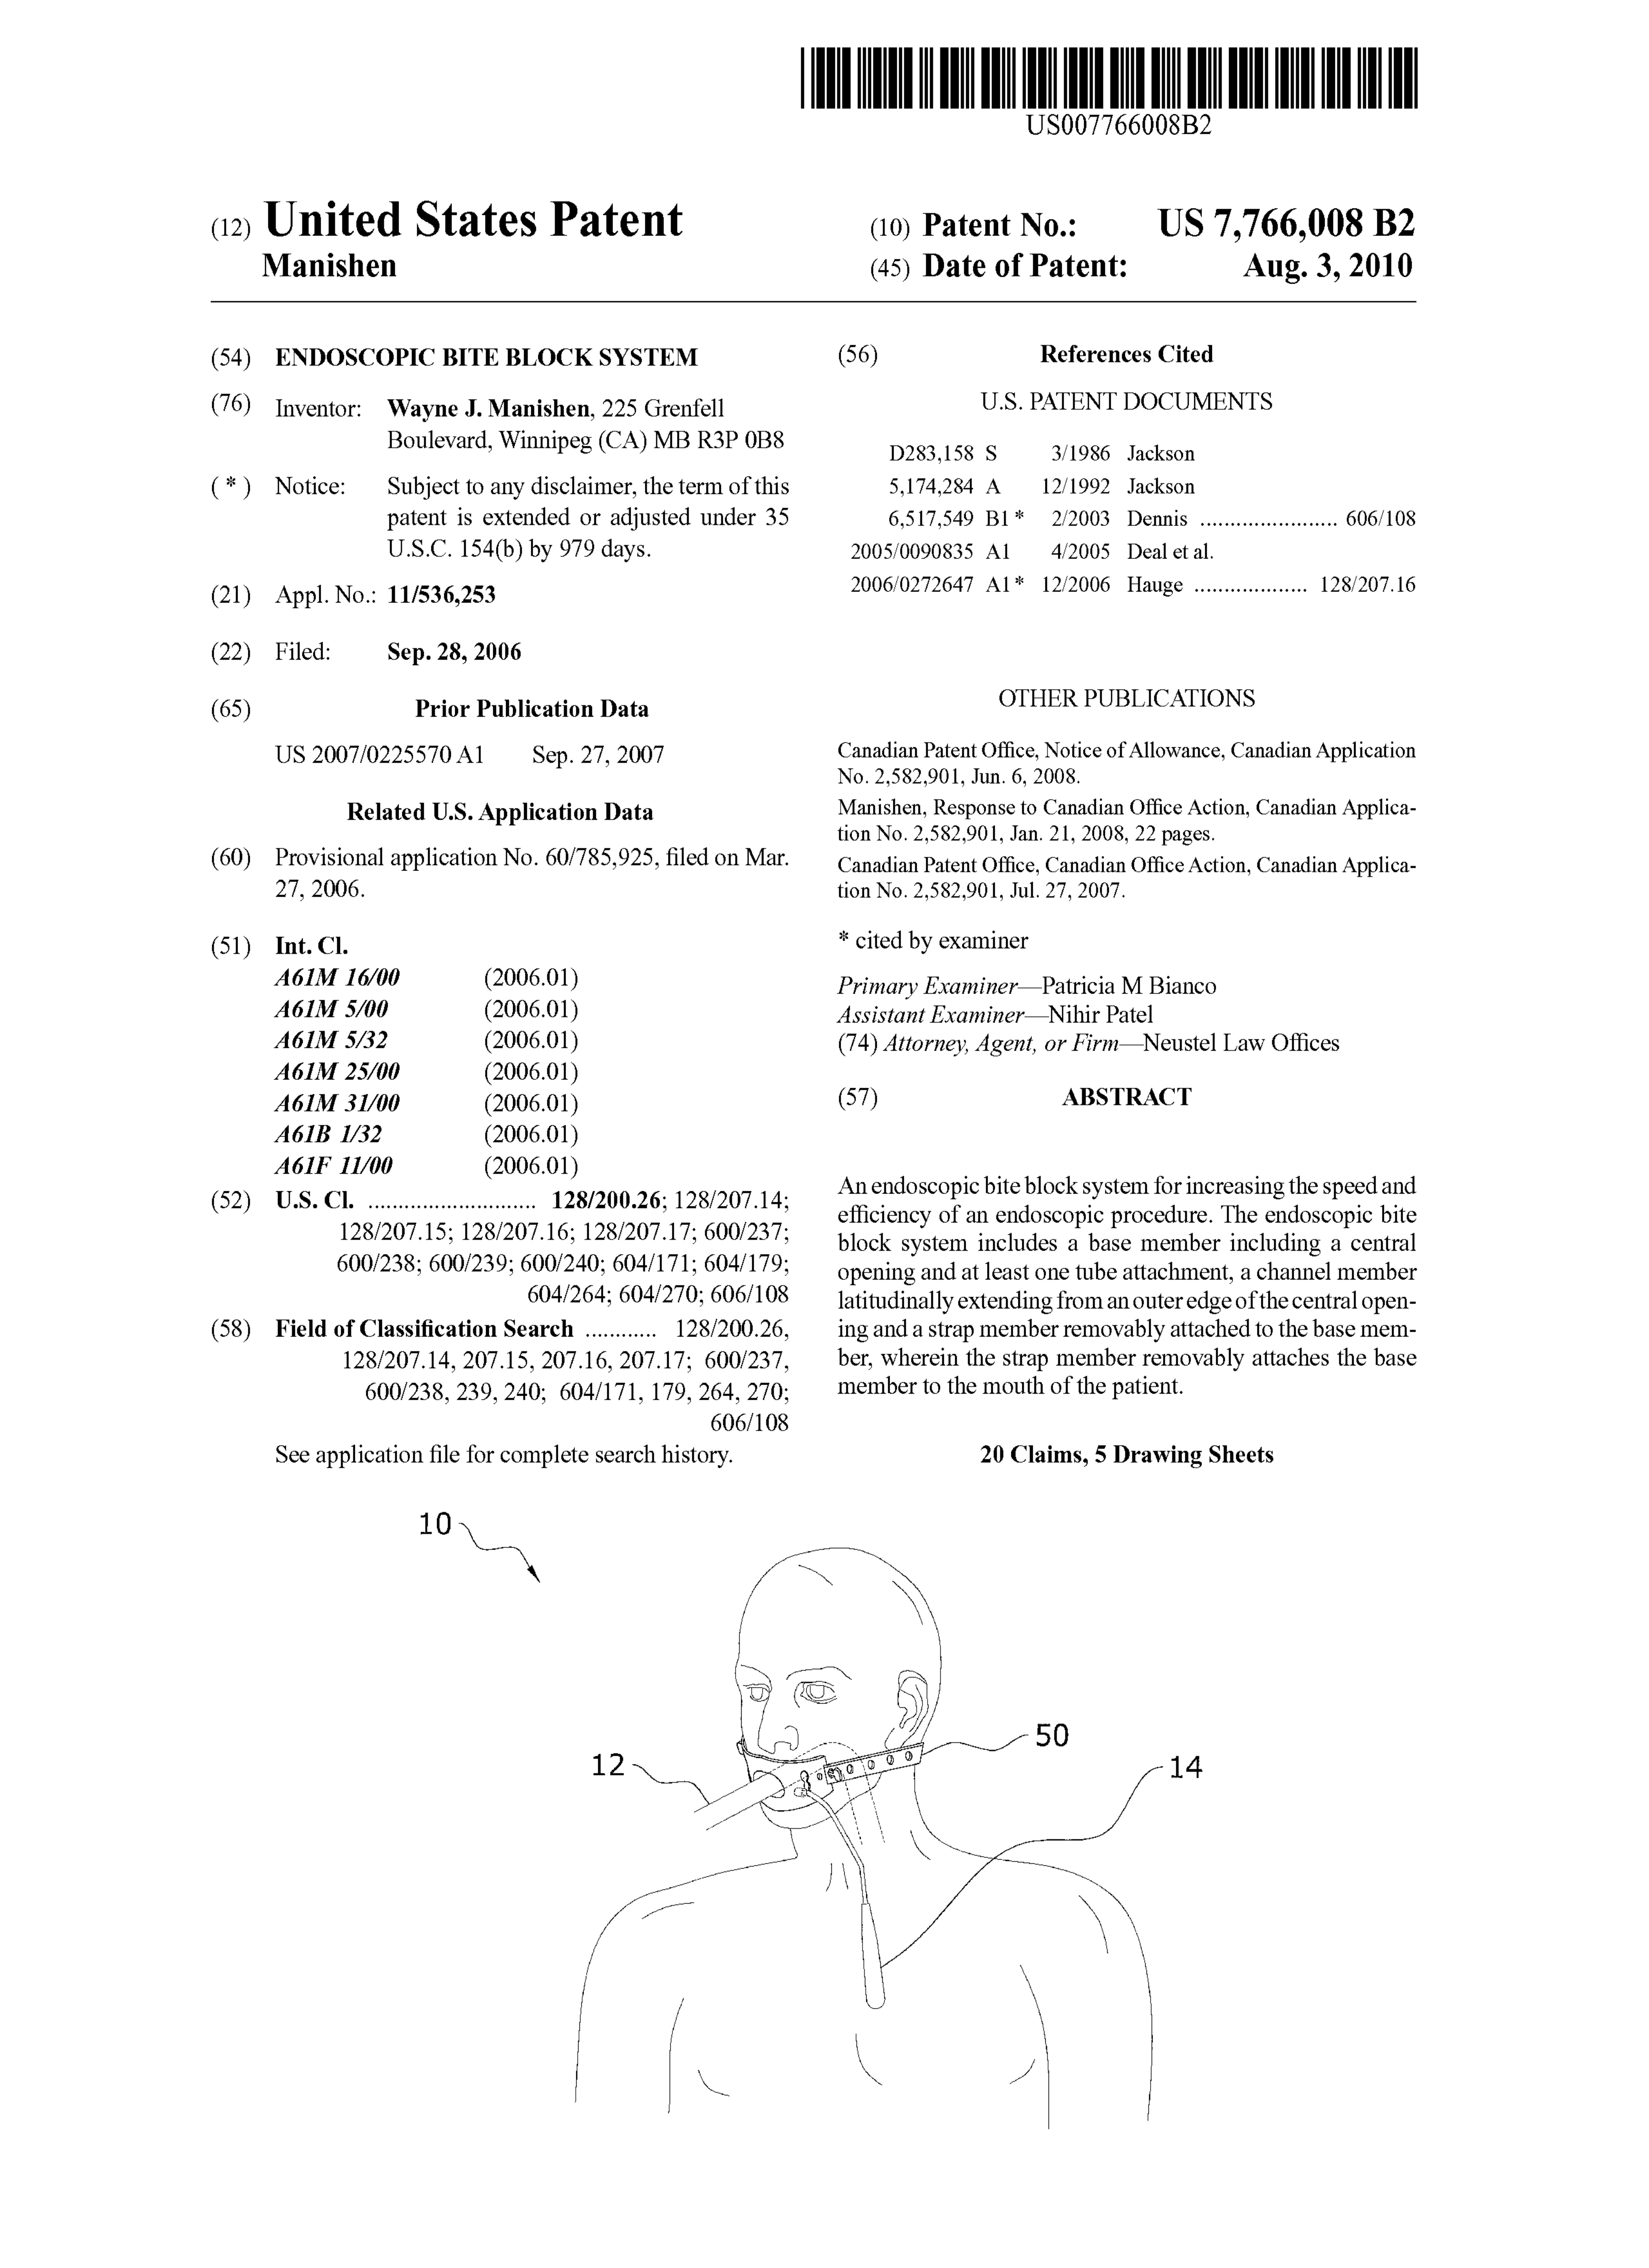 US007766008B2
(12) United States Patent
Manishen
(10) Patent No.: US 7,766,008 B2
(45) Date of Patent: Aug. 3, 2010
(54) ENDOSCOPIC BITE BLOCK SYSTEM
(76) Inventor: Wayne J. Manishen, 225 Grenfell
Boulevard, Winnipeg (CA) MB R3P 0B8
( * ) Notice: Subject to any disclaimer, the term of this
patent is extended or adjusted under 35
U.S.C. 154(b) by 979 days.
(21) Appl. No.: 11/536,253
(22) Filed: Sep. 28, 2006
(65) Prior Publication Data
US 2007/0225570 A1 Sep. 27, 2007
Related U.S. Application Data
(60) Provisional application No. 60/785,925, filed on Mar.
27, 2006.
(51) Int. Cl.
A61M 16/00 (2006.01)
A61M 5/00 (2006.01)
A61M 5/32 (2006.01)
A61M 25/00 (2006.01)
A61M 31/00 (2006.01)
A61B 1/32 (2006.01)
A61F 11/00 (2006.01)
(52) U.S. Cl. ............................ 128/200.26; 128/207.14;
128/207.15; 128/207.16; 128/207.17; 600/237;
600/238; 600/239; 600/240; 604/171; 604/179;
604/264; 604/270; 606/108
(58) Field of Classification Search ............ 128/200.26,
128/207.14, 207.15, 207.16, 207.17; 600/237,
600/238, 239, 240; 604/171, 179, 264, 270;
606/108
See application file for complete search history.
(56) References Cited
U.S. PATENT DOCUMENTS
D283,158 S 3/1986 Jackson
5,174,284 A 12/1992 Jackson
6,517,549 B1 * 2/2003 Dennis ....................... 606/108
2005/0090835 A1 4/2005 Deal et al.
2006/0272647 A1 * 12/2006 Hauge ................... 128/207.16
OTHER PUBLICATIONS
Canadian Patent Office, Notice of Allowance, Canadian Application
No. 2,582,901, Jun. 6, 2008.
Manishen, Response to Canadian Office Action, Canadian Applica-
tion No. 2,582,901, Jan. 21, 2008, 22 pages.
Canadian Patent Office, Canadian Office Action, Canadian Applica-
tion No. 2,582,901, Jul. 27, 2007.
* cited by examiner
Primary Examiner—Patricia M Bianco
Assistant Examiner—Nihir Patel
(74) Attorney, Agent, or Firm—Neustel Law Offices
(57) ABSTRACT
An endoscopic bite block system for increasing the speed and
efficiency of an endoscopic procedure. The endoscopic bite
block system includes a base member including a central
opening and at least one tube attachment, a channel member
latitudinally extending from an outer edge of the central open-
ing and a strap member removably attached to the base mem-
ber, wherein the strap member removably attaches the base
member to the mouth of the patient.
20 Claims, 5 Drawing Sheets
10
50
12
14